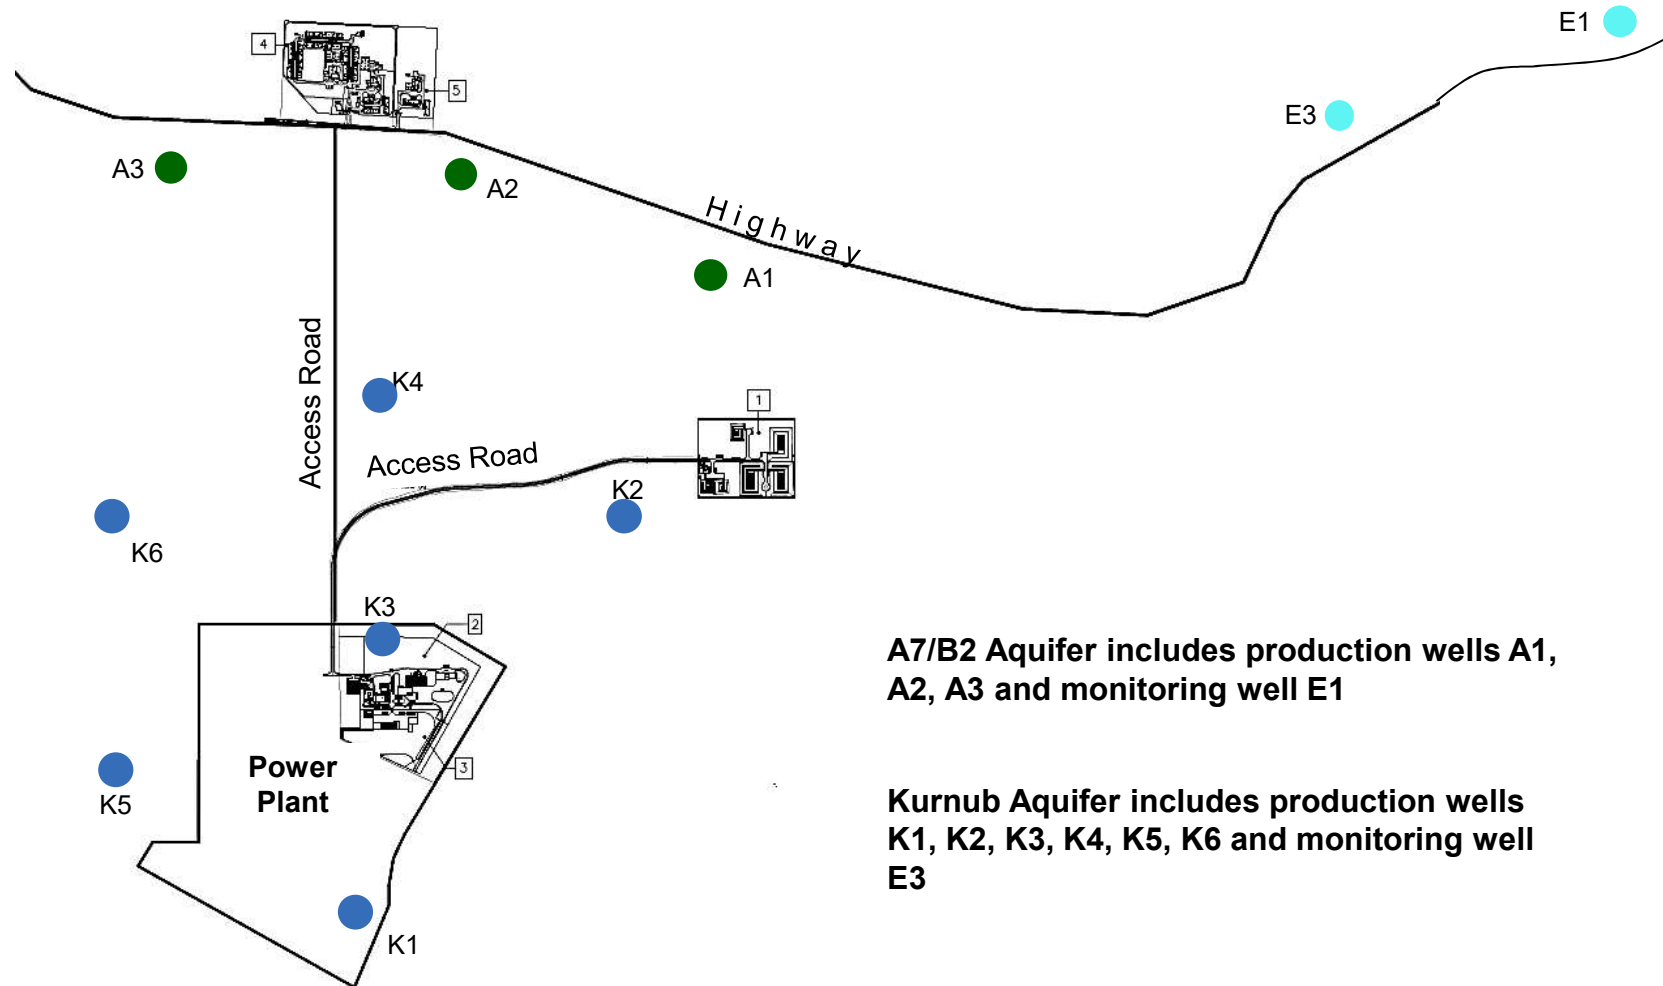 E1
4
5
E3
A3
A2
Highway
A1
Access Road
K4
1
Access Road
K2
K6
K3
2
A7/B2 Aquifer includes production wells A1,
A2, A3 and monitoring well E1
Power
Plant
3
K5
Kurnub Aquifer includes production wells
K1, K2, K3, K4, K5, K6 and monitoring well
E3
K1